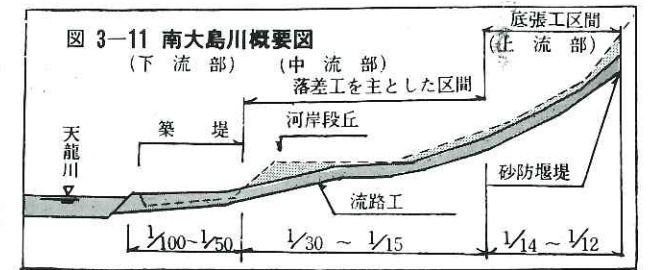 図 3—11 南大島川概要図
(下流部)
(中流部)
底張工区間
(上流部)
落差工を主とした区間
河岸段丘
築堤
天龍川
砂防堰堤
流路工
1/100~1/50
1/30 ~ 1/15
1/14 ~ 1/12